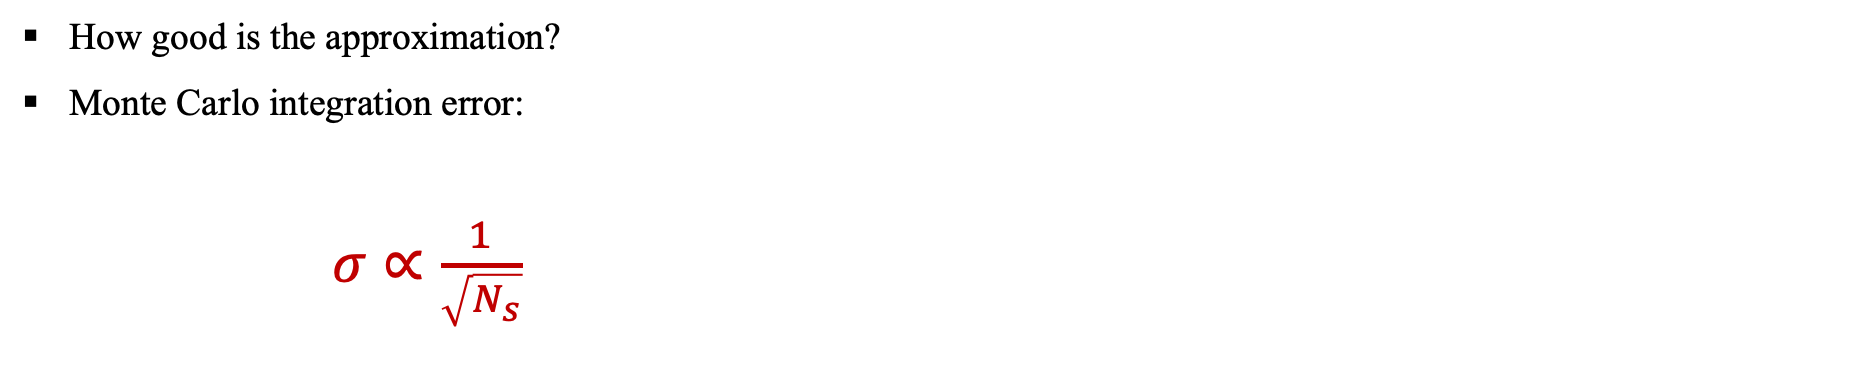 ▪ How good is the approximation?
▪ Monte Carlo integration error:
σ ∝ 1/√N_s